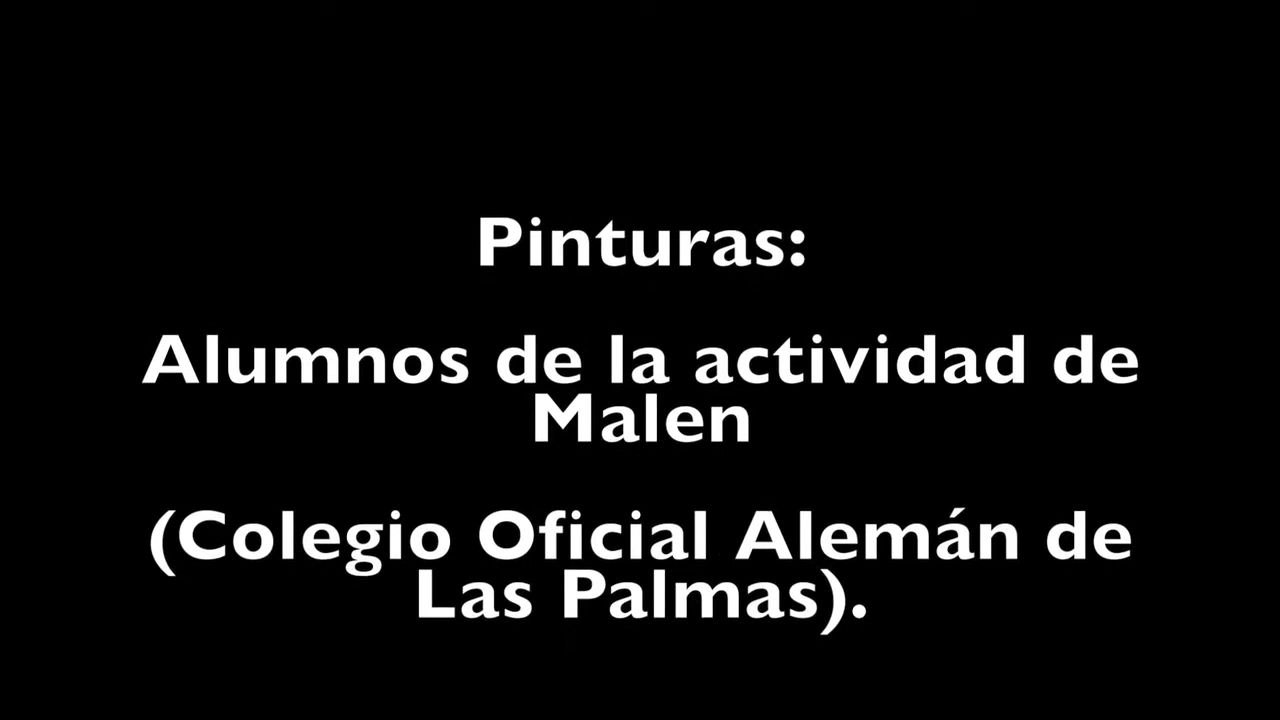 Pinturas:
Alumnos de la actividad de
Malen
(Colegio Oficial Alemán de
Las Palmas).